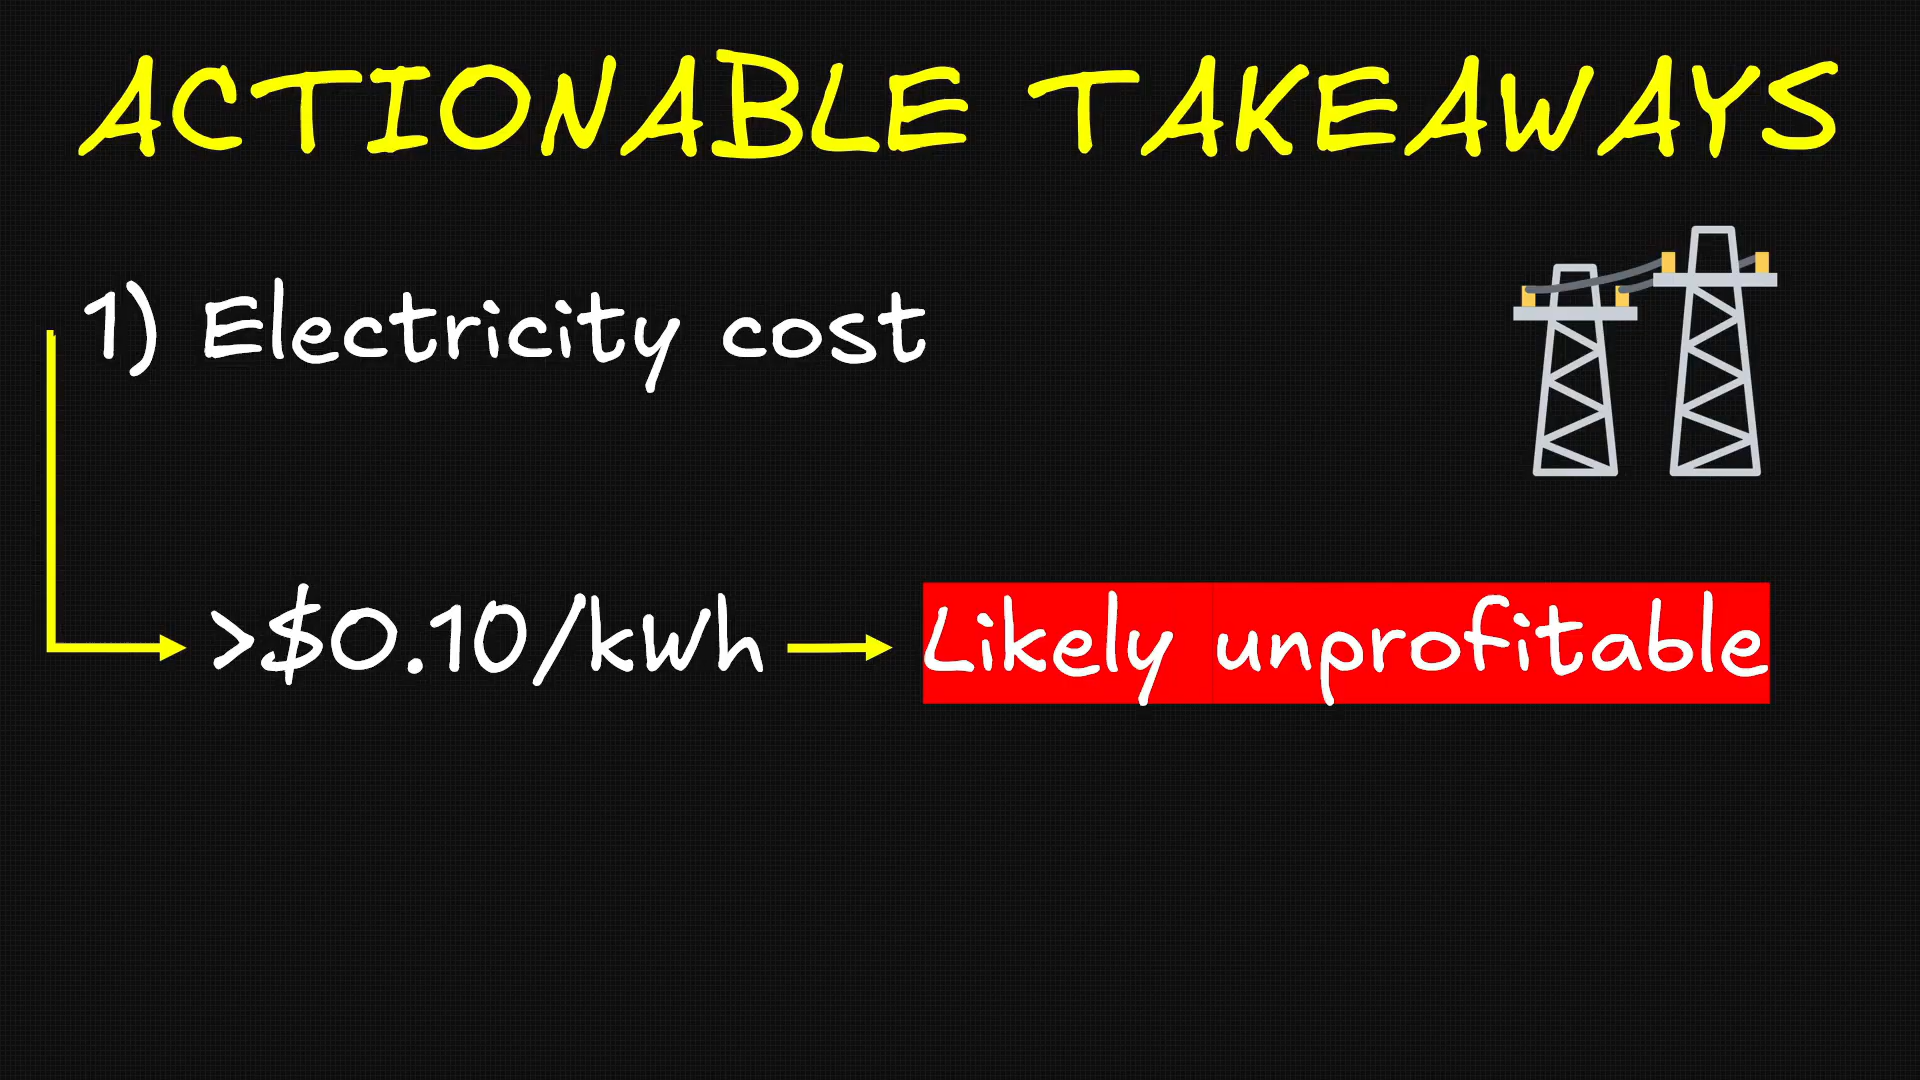 ACTIONABLE TAKEAWAYS
1) Electricity cost
>$0.10/kWh Likely unprofitable